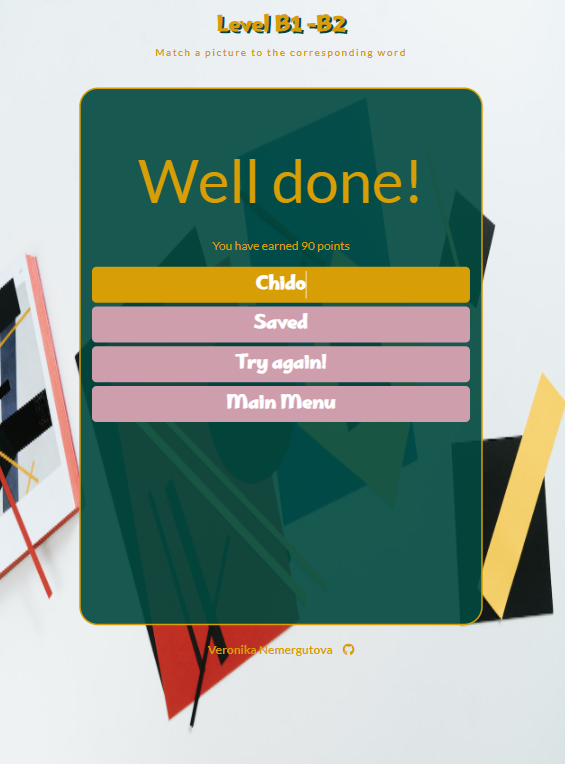 Level B1 -B2
Match a picture to the corresponding word
Well done!
You have earned 90 points
Chido
Saved
Try again!
Main Menu
Veronika Nemergutova